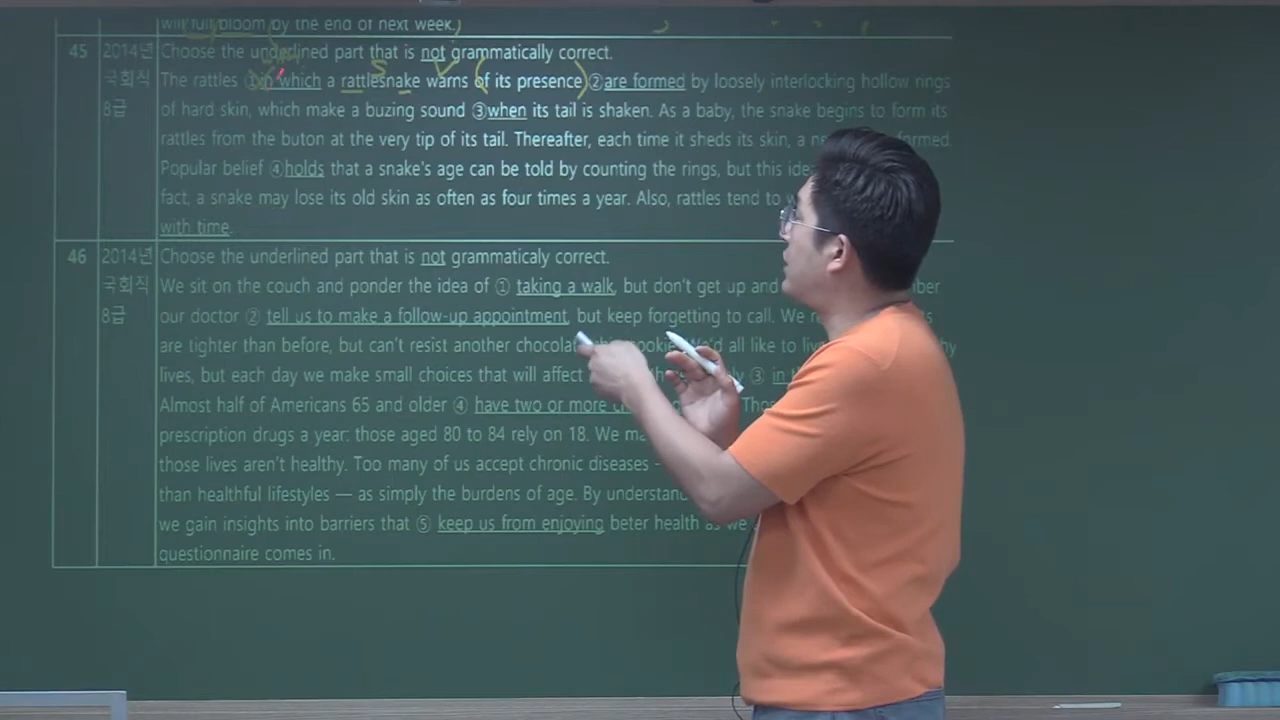 will full bloom by the end of next week.
45 2014년 Choose the underlined part that is not grammatically correct.
국회직 The rattles ①in which a rattlesnake warns of its presence ②are formed by loosely interlocking hollow rings
8급 of hard skin, which make a buzing sound ③when its tail is shaken. As a baby, the snake begins to form its
rattles from the buton at the very tip of its tail. Thereafter, each time it sheds its skin, a formed.
Popular belief ④holds that a snake's age can be told by counting the rings, but this
fact, a snake may lose its old skin as often as four times a year. Also, rattles tend to
with time.
46 2014년 Choose the underlined part that is not grammaticaly correct.
국회직 We sit on the couch and ponder the idea of ① taking a walk, but don't get up and
8급 our doctor ② tell us to make a follow-up appointment, but keep forgetting to call. We
are tighter than before, but can't resist another We'd all like to
lives, but each day we make small choices that will affect ③ in
Almost half of Americans 65 and older ④ have two or more
prescription drugs a year: those aged 80 to 84 rely on 18. We
those lives aren't healthy. Too many of us accept chronic diseases -
than healthful lifestyles — as simply the burdens of age. By
we gain insights into barriers that ⑤ keep us from enjoying beter health as we
questionnaire comes in.